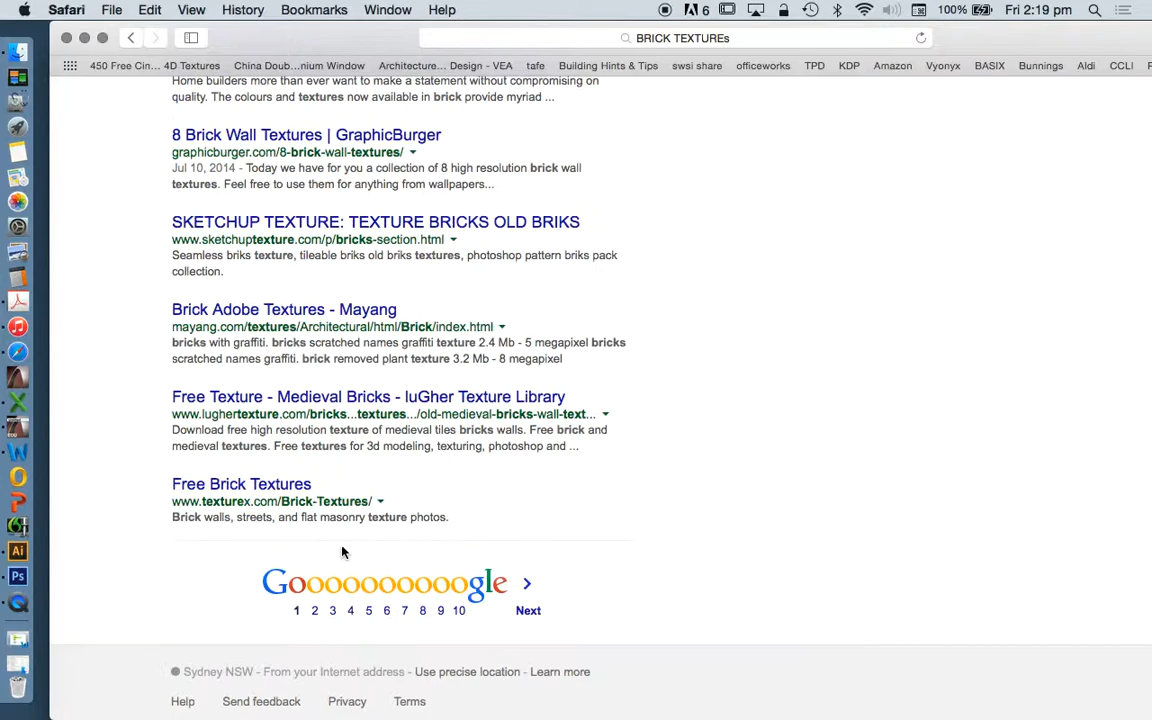 Safari File Edit View History Bookmarks Window Help 6 100% Fri 2:19 pm
BRICK TEXTUREs
450 Free Cin... 4D Textures China Doub...nium Window Architecture... Design - VEA tafe Building Hints & Tips swsi share officeworks TPD KDP Amazon Vyonyx BASIX Bunnings Aldi CCLI
Home builders more than ever want to make a statement without compromising on
quality. The colours and textures now available in brick provide myriad ...
8 Brick Wall Textures | GraphicBurger
graphicburger.com/8-brick-wall-textures/
Jul 10, 2014 - Today we have for you a collection of 8 high resolution brick wall
textures. Feel free to use them for anything from wallpapers...
SKETCHUP TEXTURE: TEXTURE BRICKS OLD BRIKS
www.sketchuptexture.com/p/bricks-section.html
Seamless briks texture, tileable briks old briks textures, photoshop pattern briks pack
collection.
Brick Adobe Textures - Mayang
mayang.com/textures/Architectural/html/Brick/index.html
bricks with graffiti. bricks scratched names graffiti texture 2.4 Mb - 5 megapixel bricks
scratched names graffiti. brick removed plant texture 3.2 Mb - 8 megapixel
Free Texture - Medieval Bricks - luGher Texture Library
www.lughertexture.com/bricks...textures.../old-medieval-bricks-wall-text...
Download free high resolution texture of medieval tiles bricks walls. Free brick and
medieval textures. Free textures for 3d modeling, texturing, photoshop and ...
Free Brick Textures
www.texturex.com/Brick-Textures/
Brick walls, streets, and flat masonry texture photos.
Goooooooooogle >
1 2 3 4 5 6 7 8 9 10 Next
Sydney NSW - From your Internet address - Use precise location - Learn more
Help Send feedback Privacy Terms